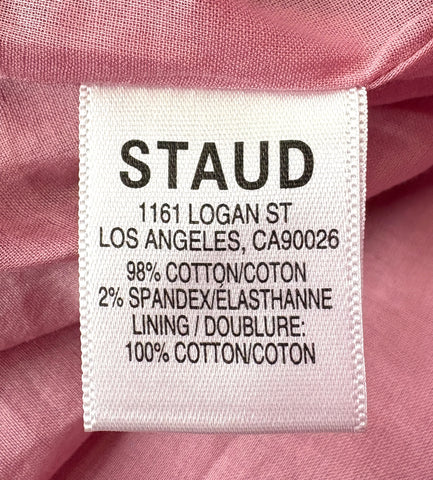 STAUD
1161 LOGAN ST
LOS ANGELES, CA90026
98% COTTON/COTON
2% SPANDEX/ÉLASTHANNE
LINING / DOUBLURE:
100% COTTON/COTON